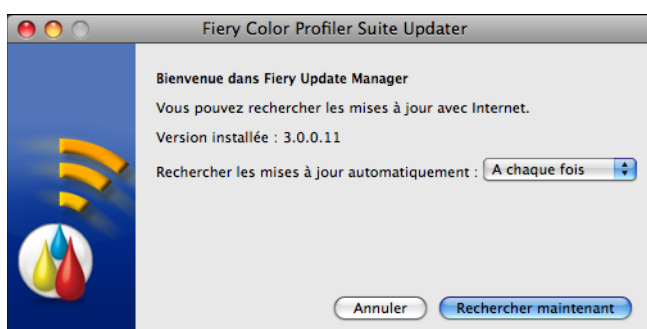 Fiery Color Profiler Suite Updater
Bienvenue dans Fiery Update Manager
Vous pouvez rechercher les mises à jour avec Internet.
Version installée : 3.0.0.11
Rechercher les mises à jour automatiquement : A chaque fois
Annuler Rechercher maintenant